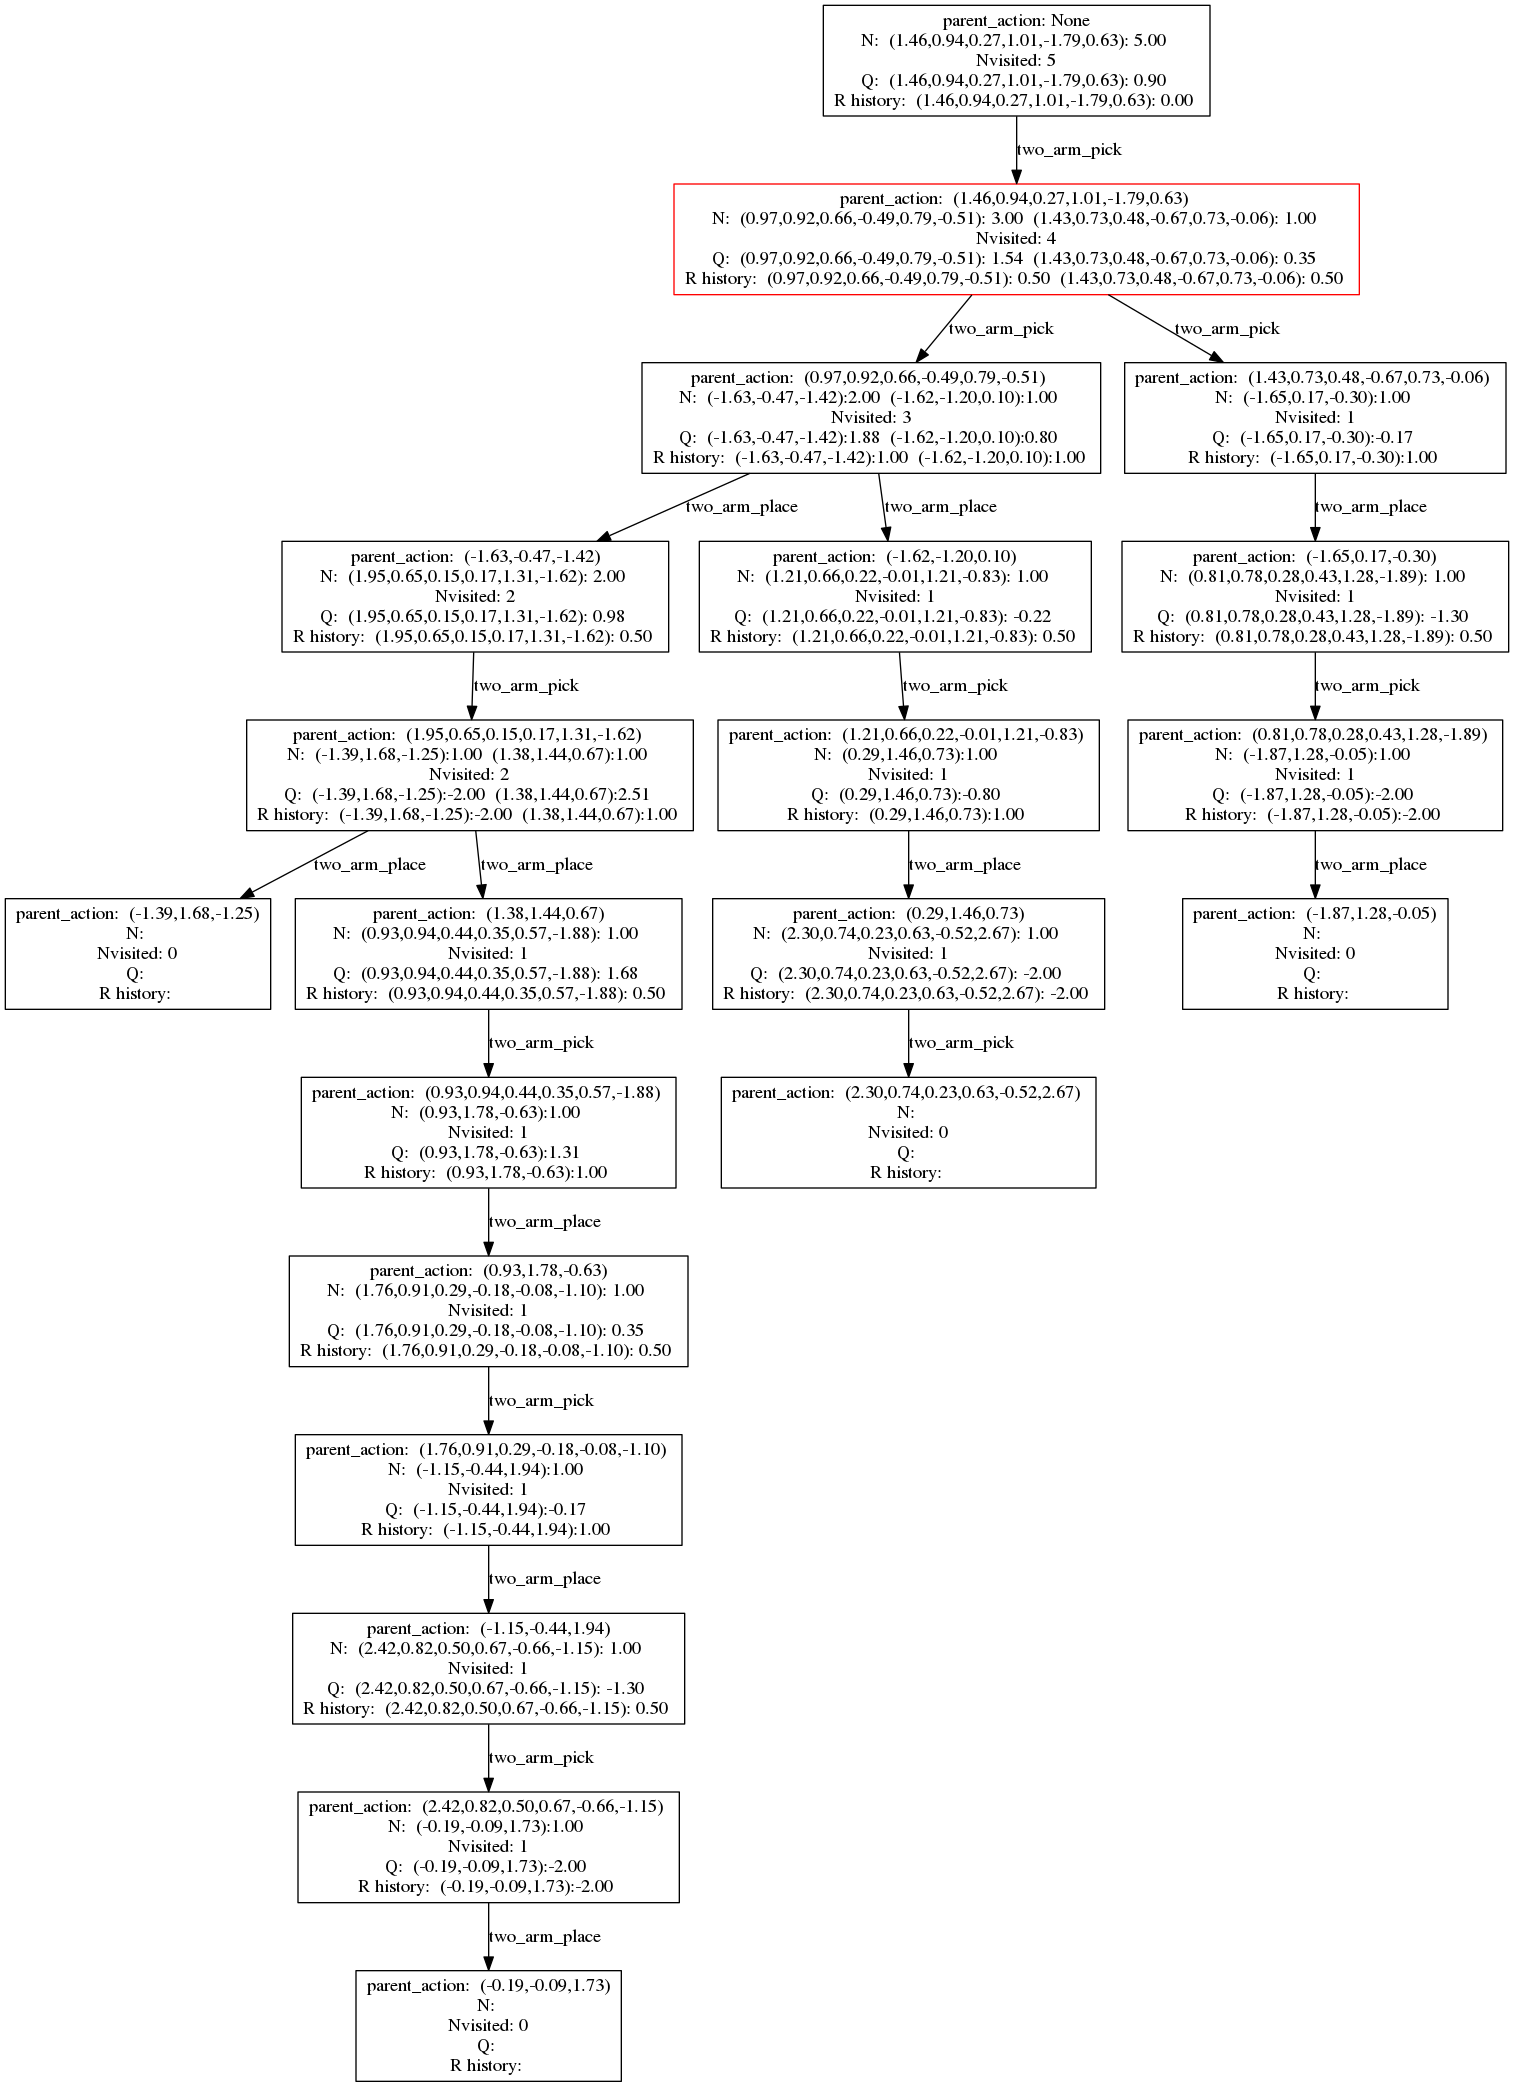 parent_action: None
N: (1.46,0.94,0.27,1.01,-1.79,0.63): 5.00
Nvisited: 5
Q: (1.46,0.94,0.27,1.01,-1.79,0.63): 0.90
R history: (1.46,0.94,0.27,1.01,-1.79,0.63): 0.00
two_arm_pick
parent_action: (1.46,0.94,0.27,1.01,-1.79,0.63)
N: (0.97,0.92,0.66,-0.49,0.79,-0.51): 3.00 (1.43,0.73,0.48,-0.67,0.73,-0.06): 1.00
Nvisited: 4
Q: (0.97,0.92,0.66,-0.49,0.79,-0.51): 1.54 (1.43,0.73,0.48,-0.67,0.73,-0.06): 0.35
R history: (0.97,0.92,0.66,-0.49,0.79,-0.51): 0.50 (1.43,0.73,0.48,-0.67,0.73,-0.06): 0.50
two_arm_pick
two_arm_pick
parent_action: (0.97,0.92,0.66,-0.49,0.79,-0.51)
N: (-1.63,-0.47,-1.42):2.00 (-1.62,-1.20,0.10):1.00
Nvisited: 3
Q: (-1.63,-0.47,-1.42):1.88 (-1.62,-1.20,0.10):0.80
R history: (-1.63,-0.47,-1.42):1.00 (-1.62,-1.20,0.10):1.00
parent_action: (1.43,0.73,0.48,-0.67,0.73,-0.06)
N: (-1.65,0.17,-0.30):1.00
Nvisited: 1
Q: (-1.65,0.17,-0.30):-0.17
R history: (-1.65,0.17,-0.30):1.00
two_arm_place
two_arm_place
two_arm_place
parent_action: (-1.63,-0.47,-1.42)
N: (1.95,0.65,0.15,0.17,1.31,-1.62): 2.00
Nvisited: 2
Q: (1.95,0.65,0.15,0.17,1.31,-1.62): 0.98
R history: (1.95,0.65,0.15,0.17,1.31,-1.62): 0.50
parent_action: (-1.62,-1.20,0.10)
N: (1.21,0.66,0.22,-0.01,1.21,-0.83): 1.00
Nvisited: 1
Q: (1.21,0.66,0.22,-0.01,1.21,-0.83): -0.22
R history: (1.21,0.66,0.22,-0.01,1.21,-0.83): 0.50
parent_action: (-1.65,0.17,-0.30)
N: (0.81,0.78,0.28,0.43,1.28,-1.89): 1.00
Nvisited: 1
Q: (0.81,0.78,0.28,0.43,1.28,-1.89): -1.30
R history: (0.81,0.78,0.28,0.43,1.28,-1.89): 0.50
two_arm_pick
two_arm_pick
two_arm_pick
parent_action: (1.95,0.65,0.15,0.17,1.31,-1.62)
N: (-1.39,1.68,-1.25):1.00 (1.38,1.44,0.67):1.00
Nvisited: 2
Q: (-1.39,1.68,-1.25):-2.00 (1.38,1.44,0.67):2.51
R history: (-1.39,1.68,-1.25):-2.00 (1.38,1.44,0.67):1.00
parent_action: (1.21,0.66,0.22,-0.01,1.21,-0.83)
N: (0.29,1.46,0.73):1.00
Nvisited: 1
Q: (0.29,1.46,0.73):-0.80
R history: (0.29,1.46,0.73):1.00
parent_action: (0.81,0.78,0.28,0.43,1.28,-1.89)
N: (-1.87,1.28,-0.05):1.00
Nvisited: 1
Q: (-1.87,1.28,-0.05):-2.00
R history: (-1.87,1.28,-0.05):-2.00
two_arm_place
two_arm_place
two_arm_place
two_arm_place
parent_action: (-1.39,1.68,-1.25)
N:
Nvisited: 0
Q:
R history:
parent_action: (1.38,1.44,0.67)
N: (0.93,0.94,0.44,0.35,0.57,-1.88): 1.00
Nvisited: 1
Q: (0.93,0.94,0.44,0.35,0.57,-1.88): 1.68
R history: (0.93,0.94,0.44,0.35,0.57,-1.88): 0.50
parent_action: (0.29,1.46,0.73)
N: (2.30,0.74,0.23,0.63,-0.52,2.67): 1.00
Nvisited: 1
Q: (2.30,0.74,0.23,0.63,-0.52,2.67): -2.00
R history: (2.30,0.74,0.23,0.63,-0.52,2.67): -2.00
parent_action: (-1.87,1.28,-0.05)
N:
Nvisited: 0
Q:
R history:
two_arm_pick
two_arm_pick
parent_action: (0.93,0.94,0.44,0.35,0.57,-1.88)
N: (0.93,1.78,-0.63):1.00
Nvisited: 1
Q: (0.93,1.78,-0.63):1.31
R history: (0.93,1.78,-0.63):1.00
parent_action: (2.30,0.74,0.23,0.63,-0.52,2.67)
N:
Nvisited: 0
Q:
R history:
two_arm_place
parent_action: (0.93,1.78,-0.63)
N: (1.76,0.91,0.29,-0.18,-0.08,-1.10): 1.00
Nvisited: 1
Q: (1.76,0.91,0.29,-0.18,-0.08,-1.10): 0.35
R history: (1.76,0.91,0.29,-0.18,-0.08,-1.10): 0.50
two_arm_pick
parent_action: (1.76,0.91,0.29,-0.18,-0.08,-1.10)
N: (-1.15,-0.44,1.94):1.00
Nvisited: 1
Q: (-1.15,-0.44,1.94):-0.17
R history: (-1.15,-0.44,1.94):1.00
two_arm_place
parent_action: (-1.15,-0.44,1.94)
N: (2.42,0.82,0.50,0.67,-0.66,-1.15): 1.00
Nvisited: 1
Q: (2.42,0.82,0.50,0.67,-0.66,-1.15): -1.30
R history: (2.42,0.82,0.50,0.67,-0.66,-1.15): 0.50
two_arm_pick
parent_action: (2.42,0.82,0.50,0.67,-0.66,-1.15)
N: (-0.19,-0.09,1.73):1.00
Nvisited: 1
Q: (-0.19,-0.09,1.73):-2.00
R history: (-0.19,-0.09,1.73):-2.00
two_arm_place
parent_action: (-0.19,-0.09,1.73)
N:
Nvisited: 0
Q:
R history: